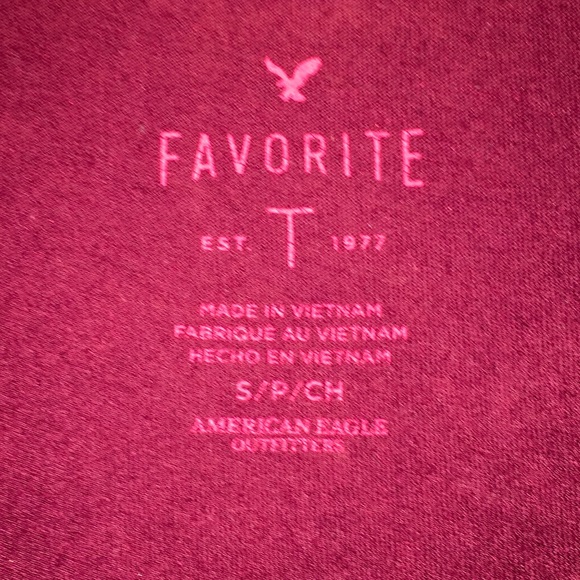 FAVORITE
EST. T 1977
MADE IN VIETNAM
FABRIQUE AU VIETNAM
HECHO EN VIETNAM
S/P/CH
AMERICAN EAGLE
OUTFITTERS